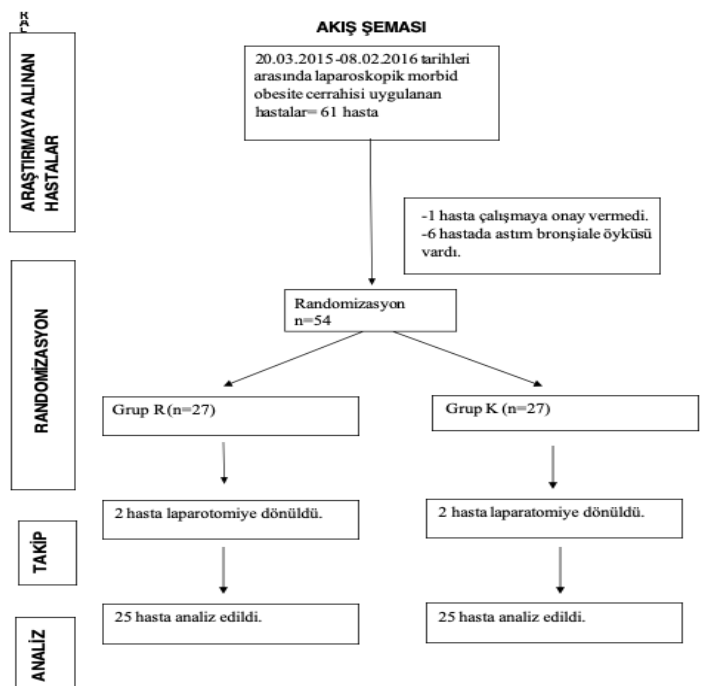 KAL
AKIŞ ŞEMASI
ARAŞTIRMAYA ALINAN
HASTALAR
20.03.2015-08.02.2016 tarihleri
arasında laparoskopik morbid
obesite cerrahisi uygulanan
hastalar= 61 hasta
-1 hasta çalışmaya onay vermedi.
-6 hastada astım bronşiale öyküsü
vardı.
RANDOMİZASYON
Randomizasyon
n=54
Grup R (n=27)
Grup K (n=27)
TAKİP
2 hasta laparotomiye dönüldü.
2 hasta laparatomiye dönüldü.
ANALİZ
25 hasta analiz edildi.
25 hasta analiz edildi.